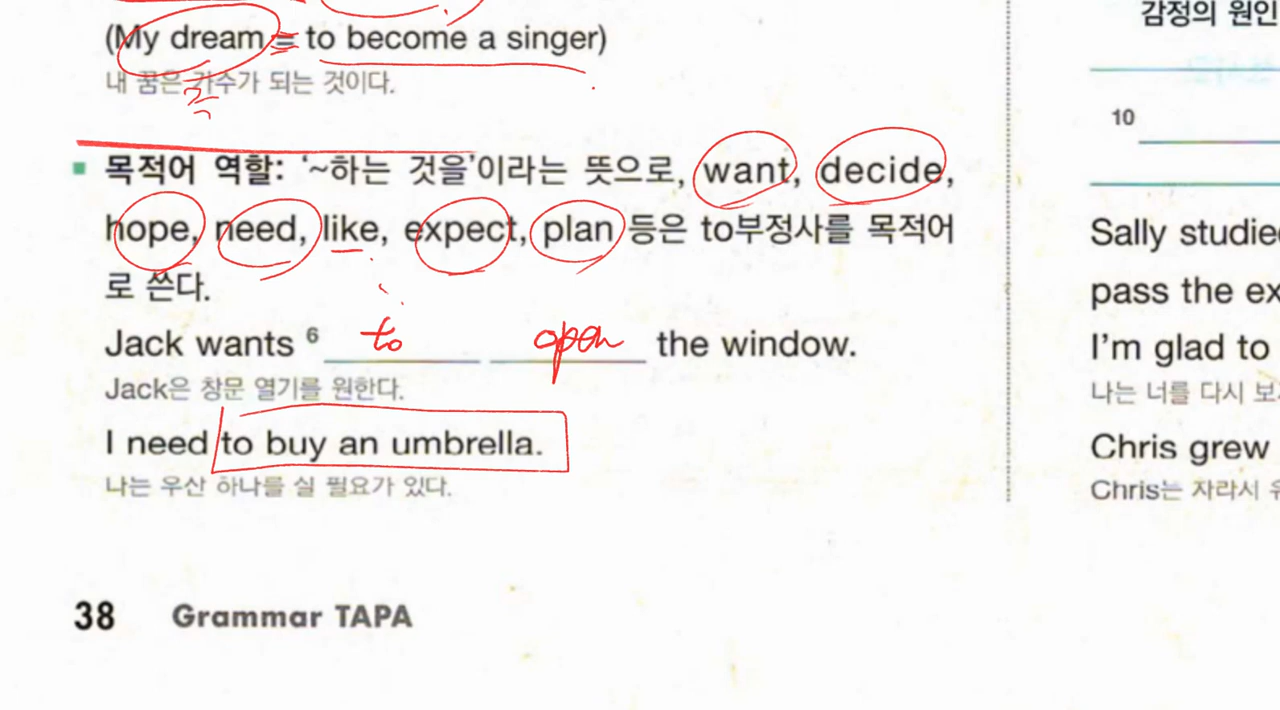 (My dream = to become a singer)
내 꿈은 가수가 되는 것이다.
즉
목적어 역할: ‘~하는 것을’이라는 뜻으로, want, decide,
hope, need, like, expect, plan 등은 to부정사를 목적어
로 쓴다.
Jack wants 6 to open the window.
Jack은 창문 열기를 원한다.
I need to buy an umbrella.
나는 우산 하나를 실 필요가 있다.
38 Grammar TAPA
감정의 원인
10
Sally studie
pass the ex
I'm glad to
나는 너를 다시 보
Chris grew
Chris는 자라서